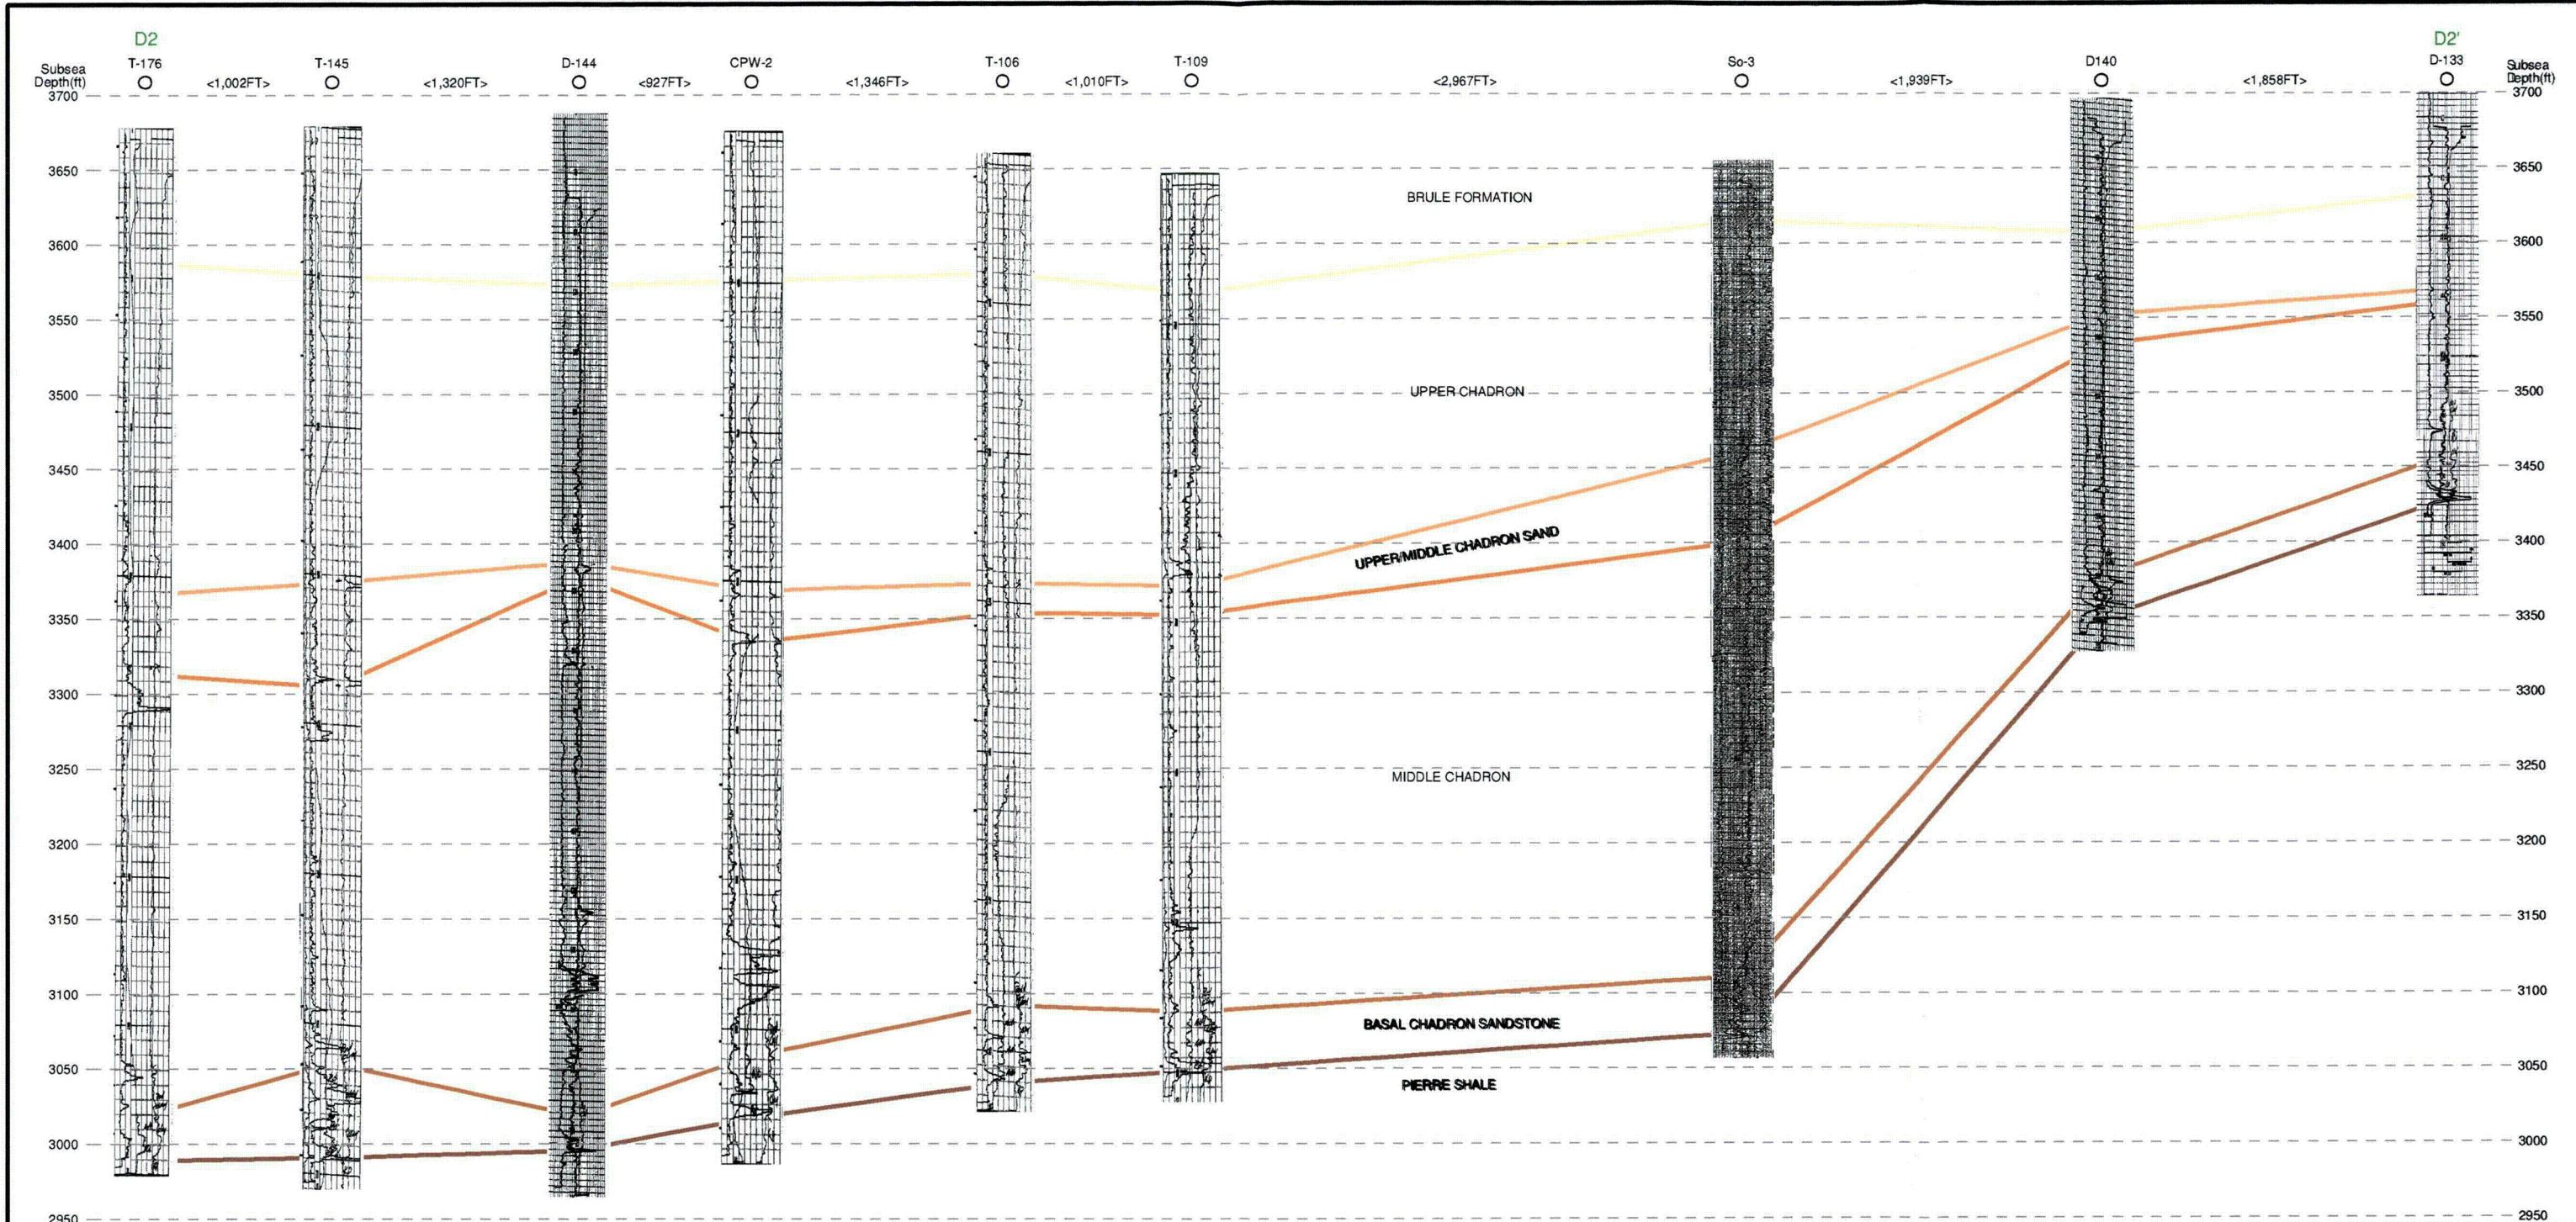 D2
D2'
T-176
T-145
D-144
CPW-2
T-106
T-109
So-3
D140
D-133
Subsea
Depth(ft)
<1,002FT>
<1,320FT>
<927FT>
<1,346FT>
<1,010FT>
<2,967FT>
<1,939FT>
<1,858FT>
Subsea
Depth(ft)
3700
3700
3650
3650
BRULE FORMATION
3600
3600
3550
3550
3500
UPPER CHADRON
3500
3450
3450
UPPER/MIDDLE CHADRON SAND
3400
3400
3350
3350
3300
3300
3250
MIDDLE CHADRON
3250
3200
3200
3150
3150
3100
3100
BASAL CHADRON SANDSTONE
3050
3050
PIERRE SHALE
3000
3000
2950
2950